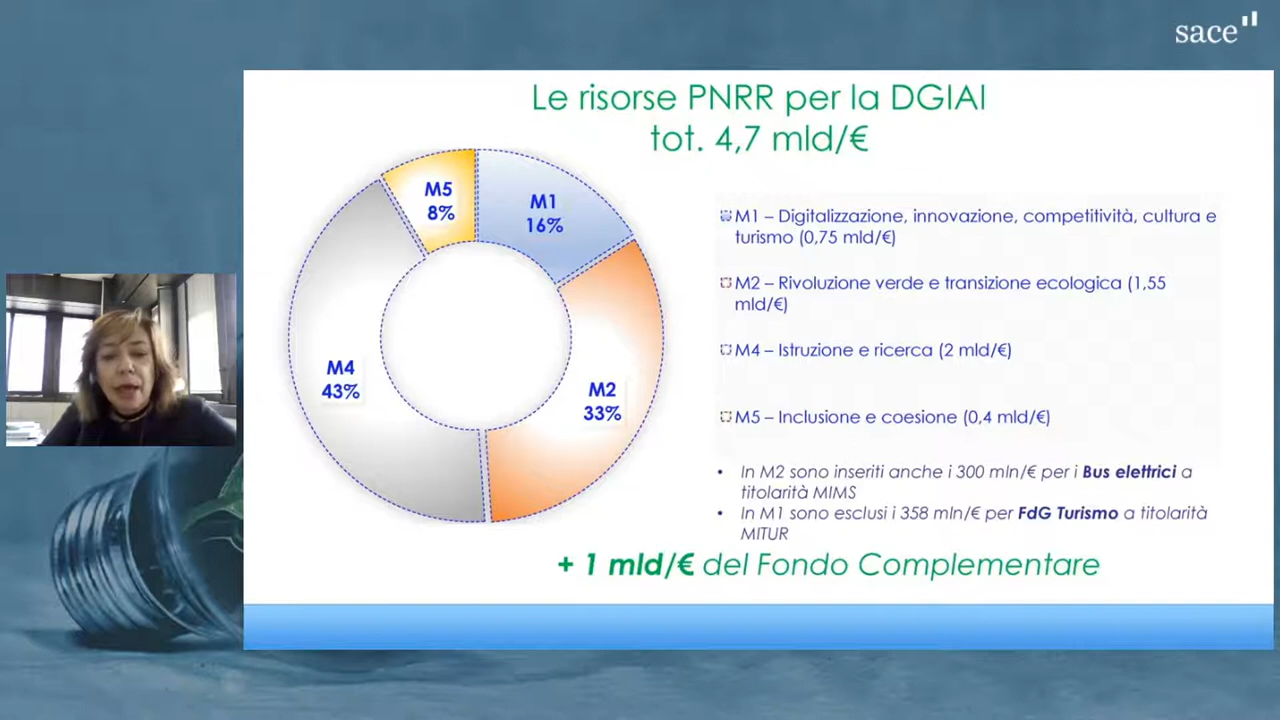 sace
Le risorse PNRR per la DGIAI
tot. 4,7 mld/€
M5
8%
M1
16%
M4
43%
M2
33%
M1 – Digitalizzazione, innovazione, competitività, cultura e
turismo (0,75 mld/€)
M2 – Rivoluzione verde e transizione ecologica (1,55
mld/€)
M4 – Istruzione e ricerca (2 mld/€)
M5 – Inclusione e coesione (0,4 mld/€)
• In M2 sono inseriti anche i 300 mln/€ per i Bus elettrici a
titolarità MIMS
• In M1 sono esclusi i 358 mln/€ per FdG Turismo a titolarità
MITUR
+ 1 mld/€ del Fondo Complementare